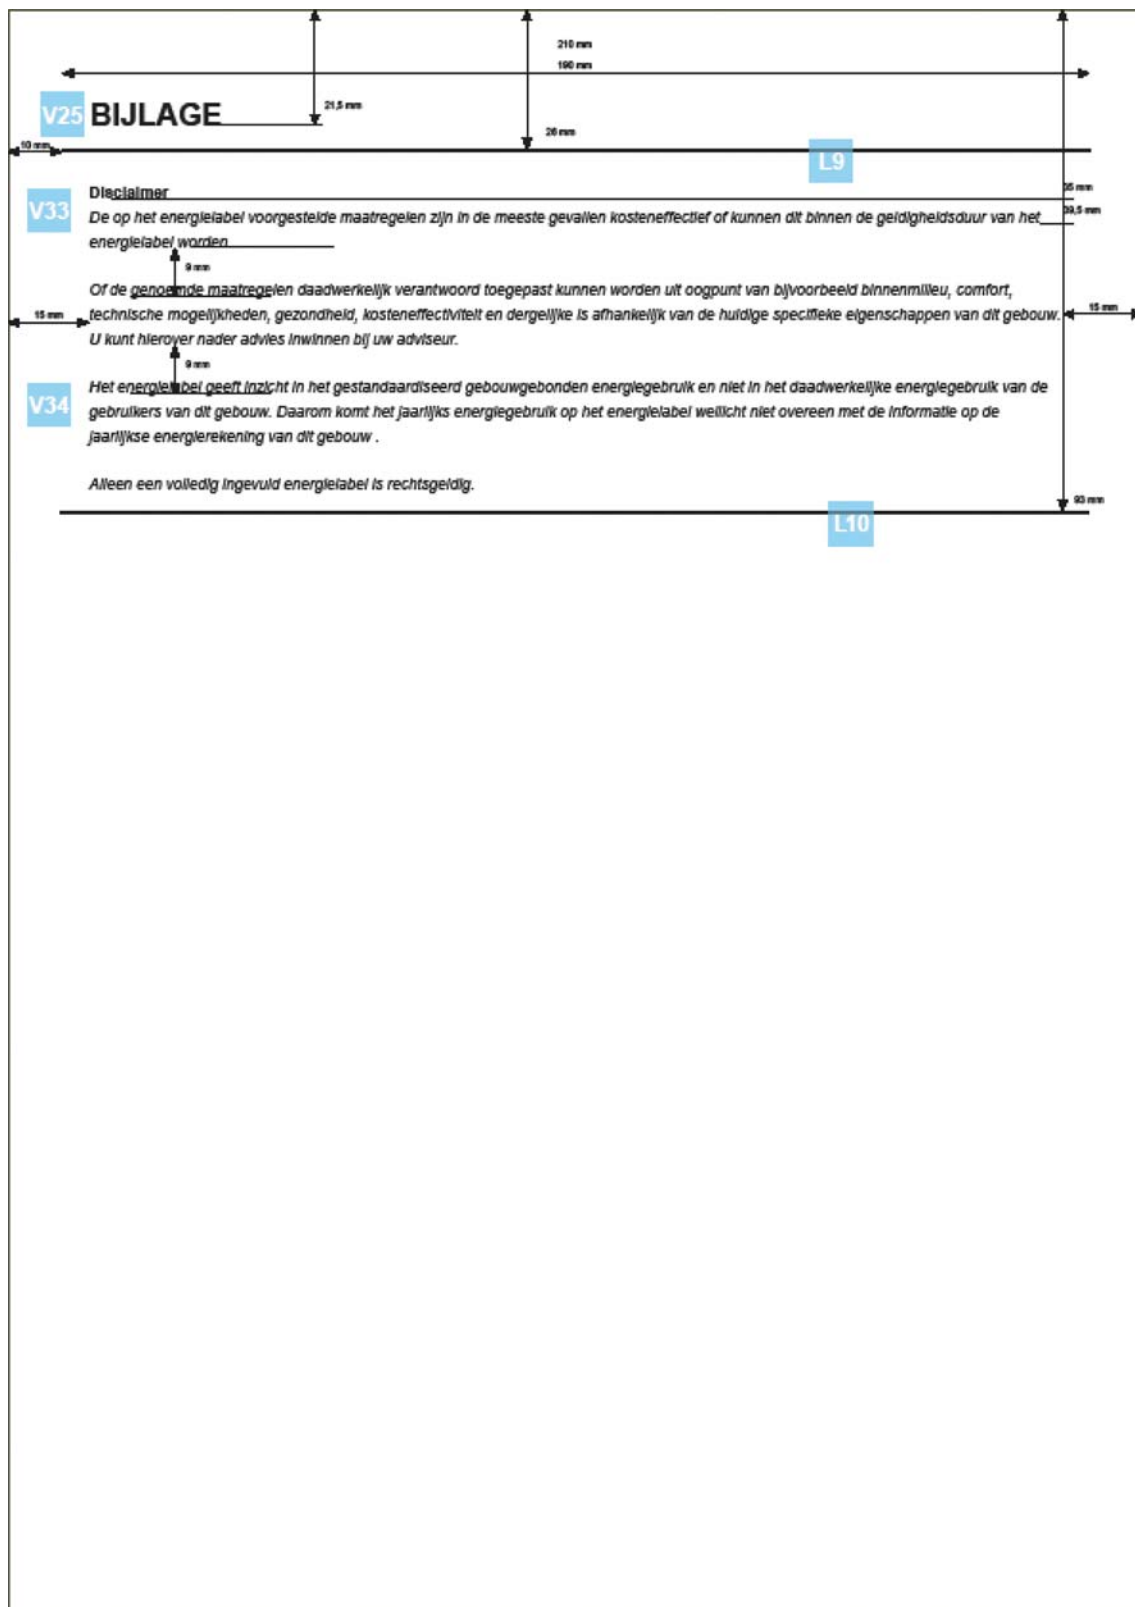 210 mm
190 mm
21,5 mm
V25 BIJLAGE
26 mm
10 mm
L9
Disclaimer
35 mm
V33
De op het energielabel voorgestelde maatregelen zijn in de meeste gevallen kosteneffectief of kunnen dit binnen de geldigheidsduur van het
39,5 mm
energielabel worden
9 mm
Of de genoemde maatregelen daadwerkelijk verantwoord toegepast kunnen worden uit oogpunt van bijvoorbeeld binnenmilieu, comfort,
15 mm
technische mogelijkheden, gezondheid, kosteneffectiviteit en dergelijke is afhankelijk van de huidige specifieke eigenschappen van dit gebouw.
15 mm
U kunt hierover nader advies inwinnen bij uw adviseur.
9 mm
V34
Het energielabel geeft inzicht in het gestandaardiseerd gebouwgebonden energiegebruik en niet in het daadwerkelijke energiegebruik van de
gebruikers van dit gebouw. Daarom komt het jaarlijks energiegebruik op het energielabel wellicht niet overeen met de informatie op de
jaarlijkse energierekening van dit gebouw .
Alleen een volledig ingevuld energielabel is rechtsgeldig.
93 mm
L10